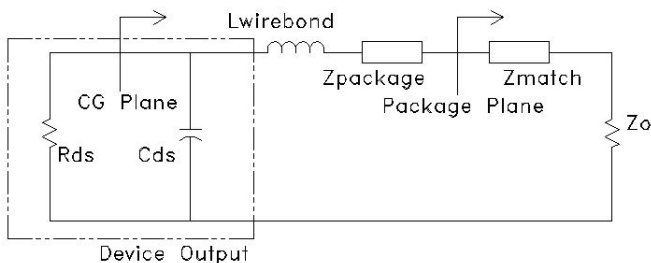 Lwirebond
Zpackage
Zmatch
CG Plane
Package Plane
Zo
Rds
Cds
Device Output